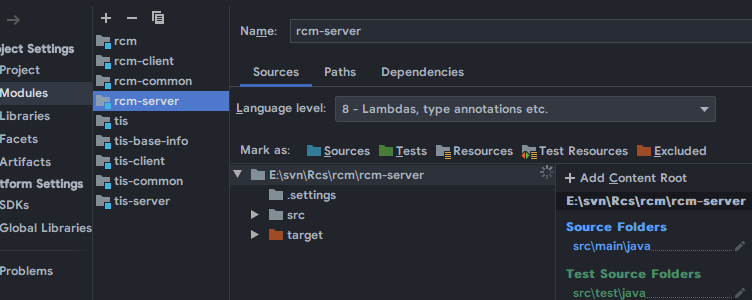 Name: rcm-server
oject Settings
Project
Modules
Libraries
Facets
Artifacts
tform Settings
SDKs
Global Libraries
Problems
rcm
rcm-client
rcm-common
rcm-server
tis
tis-base-info
tis-client
tis-common
tis-server
Sources Paths Dependencies
Language level: 8 - Lambdas, type annotations etc.
Mark as: Sources Tests Resources Test Resources Excluded
E:\svn\Rcs\rcm\rcm-server
.settings
src
target
+ Add Content Root
E:\svn\Rcs\rcm\rcm-server
Source Folders
src\main\java
Test Source Folders
src\test\java